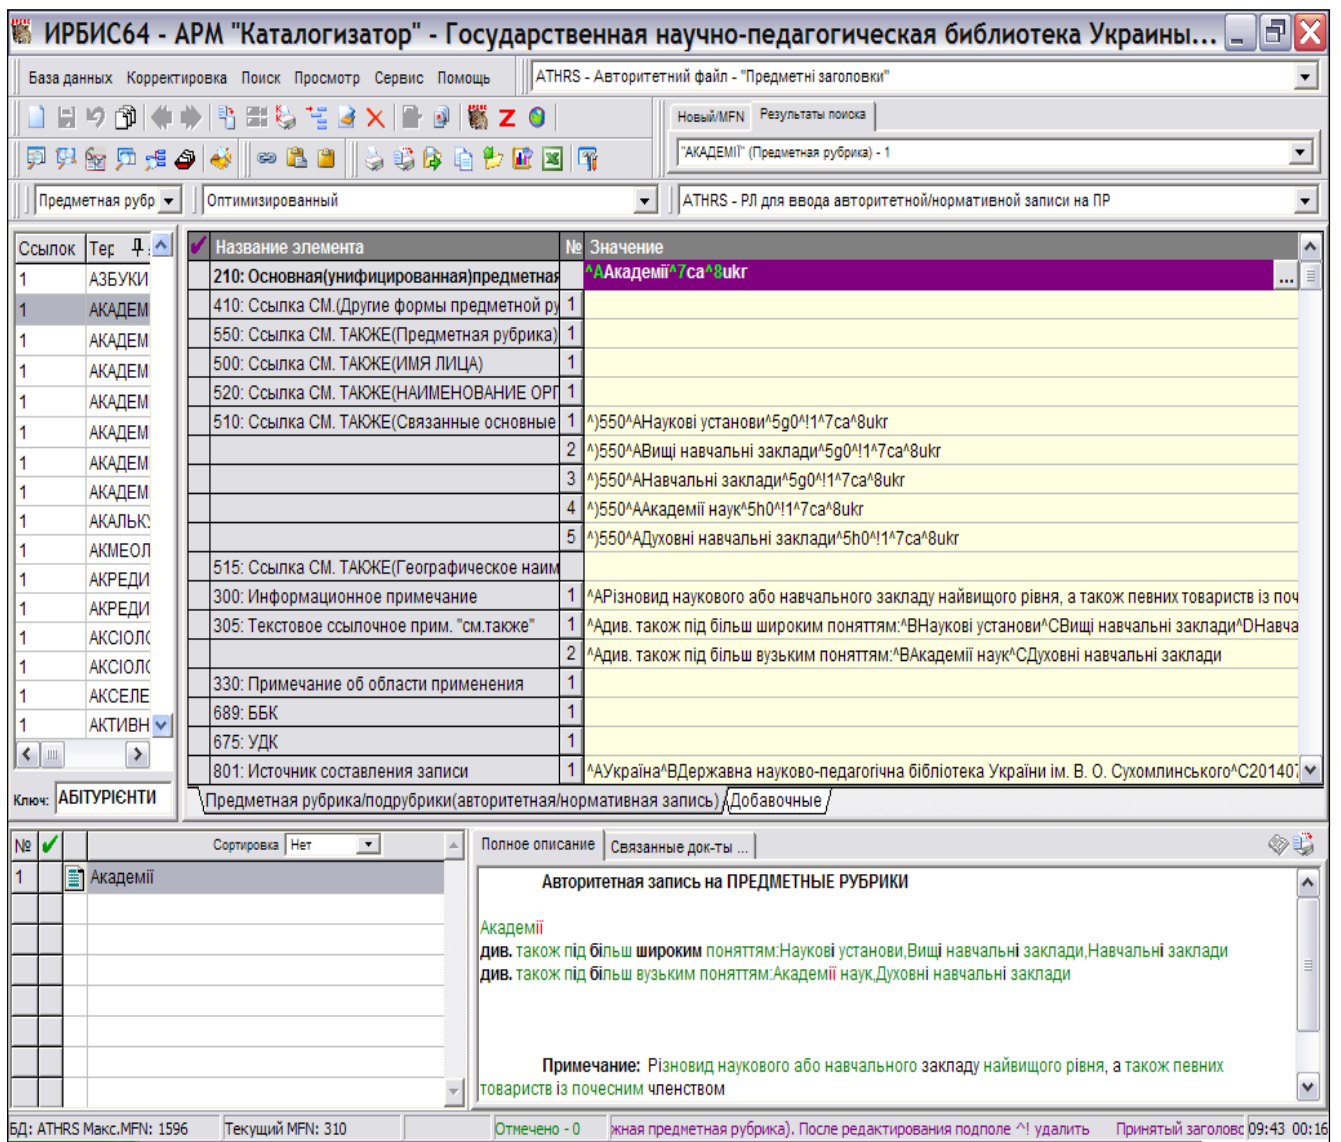 ИРБИС64 - АРМ "Каталогизатор" - Государственная научно-педагогическая библиотека Украины...
База данных Корректировка Поиск Просмотр Сервис Помощь
ATHRS - Авторитетний файл - "Предметні заголовки"
Новый/MFN Результаты поиска
"АКАДЕМІЇ" (Предметная рубрика) - 1
Предметная рубр
Оптимизированный
ATHRS - РЛ для ввода авторитетной/нормативной записи на ПР
Ссылок Тер
1 АЗБУКИ
1 АКАДЕМ
1 АКАДЕМ
1 АКАДЕМ
1 АКАДЕМ
1 АКАДЕМ
1 АКАДЕМ
1 АКАДЕМ
1 АКАЛЬК
1 АКМЕОЛ
1 АКРЕДИ
1 АКРЕДИ
1 АКСІОЛО
1 АКСІОЛО
1 АКСЕЛЕ
1 АКТИВН
Ключ: АБІТУРІЄНТИ
Название элемента № Значение
210: Основная(унифицированная)предметная ^AАкадемії^7ca^8ukr ...
410: Ссылка СМ.(Другие формы предметной ру 1
550: Ссылка СМ. ТАКЖЕ(Предметная рубрика) 1
500: Ссылка СМ. ТАКЖЕ(ИМЯ ЛИЦА) 1
520: Ссылка СМ. ТАКЖЕ(НАИМЕНОВАНИЕ ОРГ 1
510: Ссылка СМ. ТАКЖЕ(Связанные основные 1 ^)550^AНаукові установи^5g0^!1^7ca^8ukr
2 ^)550^AВищі навчальні заклади^5g0^!1^7ca^8ukr
3 ^)550^AНавчальні заклади^5g0^!1^7ca^8ukr
4 ^)550^AАкадемії наук^5h0^!1^7ca^8ukr
5 ^)550^AДуховні навчальні заклади^5h0^!1^7ca^8ukr
515: Ссылка СМ. ТАКЖЕ(Географическое наим
300: Информационное примечание 1 ^AРізновид наукового або навчального закладу найвищого рівня, а також певних товариств із поч
305: Текстовое ссылочное прим. "см.также" 1 ^Aдив. також під більш широким поняттям:^BНаукові установи^CВищі навчальні заклади^DНавча
2 ^Aдив. також під більш вузьким поняттям:^BАкадемії наук^CДуховні навчальні заклади
330: Примечание об области применения 1
689: ББК 1
675: УДК 1
801: Источник составления записи 1 ^AУкраїна^BДержавна науково-педагогічна бібліотека України ім. В. О. Сухомлинського^C201407
Предметная рубрика/подрубрики(авторитетная/нормативная запись) Добавочные
№ Сортировка Нет
1 Академії
Полное описание Связанные док-ты ...
Авторитетная запись на ПРЕДМЕТНЫЕ РУБРИКИ
Академії
див. також під більш широким поняттям:Наукові установи,Вищі навчальні заклади,Навчальні заклади
див. також під більш вузьким поняттям:Академії наук,Духовні навчальні заклади
Примечание: Різновид наукового або навчального закладу найвищого рівня, а також певних
товариств із почесним членством
БД: ATHRS Макс.MFN: 1596 Текущий MFN: 310 Отмечено - 0 жная предметная рубрика). После редактирования подполе ^! удалить Принятый заголовс 09:43 00:16